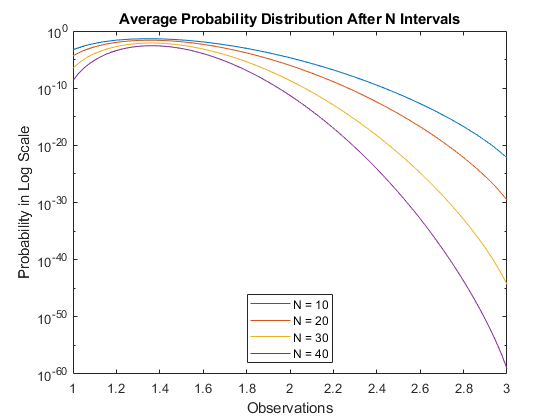 Average Probability Distribution After N Intervals
10^0
10^-10
10^-20
10^-30
10^-40
10^-50
10^-60
Probability in Log Scale
N = 10
N = 20
N = 30
N = 40
1 1.2 1.4 1.6 1.8 2 2.2 2.4 2.6 2.8 3
Observations